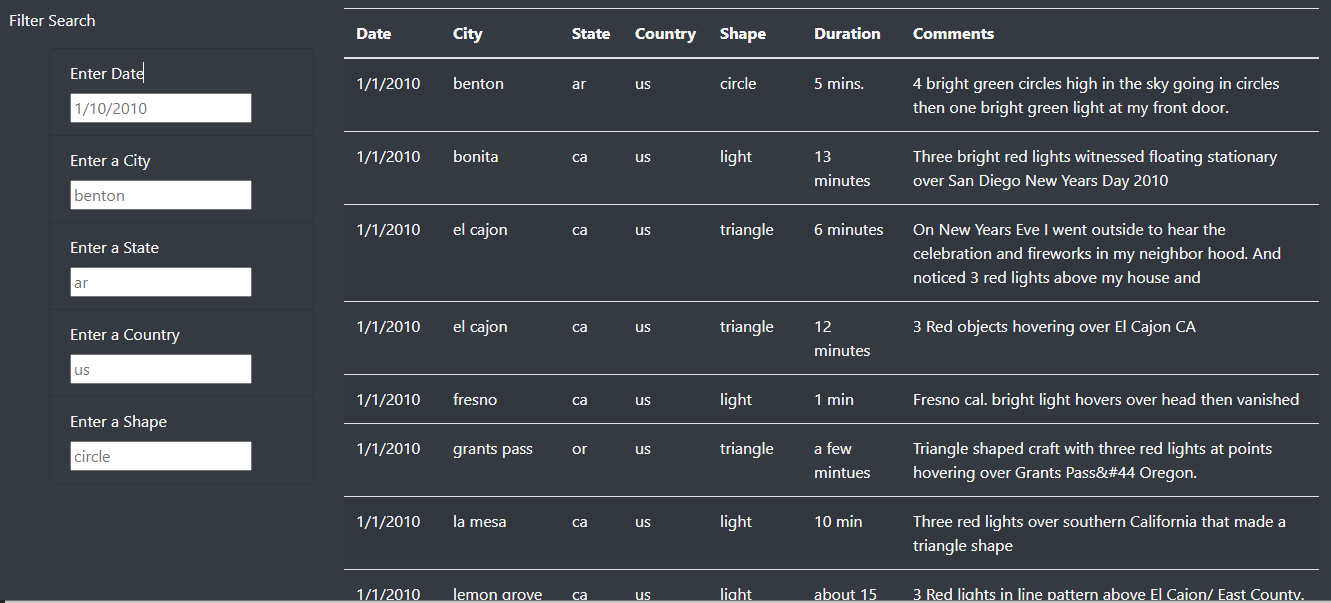 Filter Search
Enter Date
1/10/2010
Enter a City
benton
Enter a State
ar
Enter a Country
us
Enter a Shape
circle
Date City State Country Shape Duration Comments
1/1/2010 benton ar us circle 5 mins. 4 bright green circles high in the sky going in circles
then one bright green light at my front door.
1/1/2010 bonita ca us light 13 Three bright red lights witnessed floating stationary
minutes over San Diego New Years Day 2010
1/1/2010 el cajon ca us triangle 6 minutes On New Years Eve I went outside to hear the
celebration and fireworks in my neighbor hood. And
noticed 3 red lights above my house and
1/1/2010 el cajon ca us triangle 12 3 Red objects hovering over El Cajon CA
minutes
1/1/2010 fresno ca us light 1 min Fresno cal. bright light hovers over head then vanished
1/1/2010 grants pass or us triangle a few Triangle shaped craft with three red lights at points
mintues hovering over Grants Pass&#44 Oregon.
1/1/2010 la mesa ca us light 10 min Three red lights over southern California that made a
triangle shape
1/1/2010 lemon grove ca us light about 15 3 Red lights in line pattern above El Cajon/ East County.